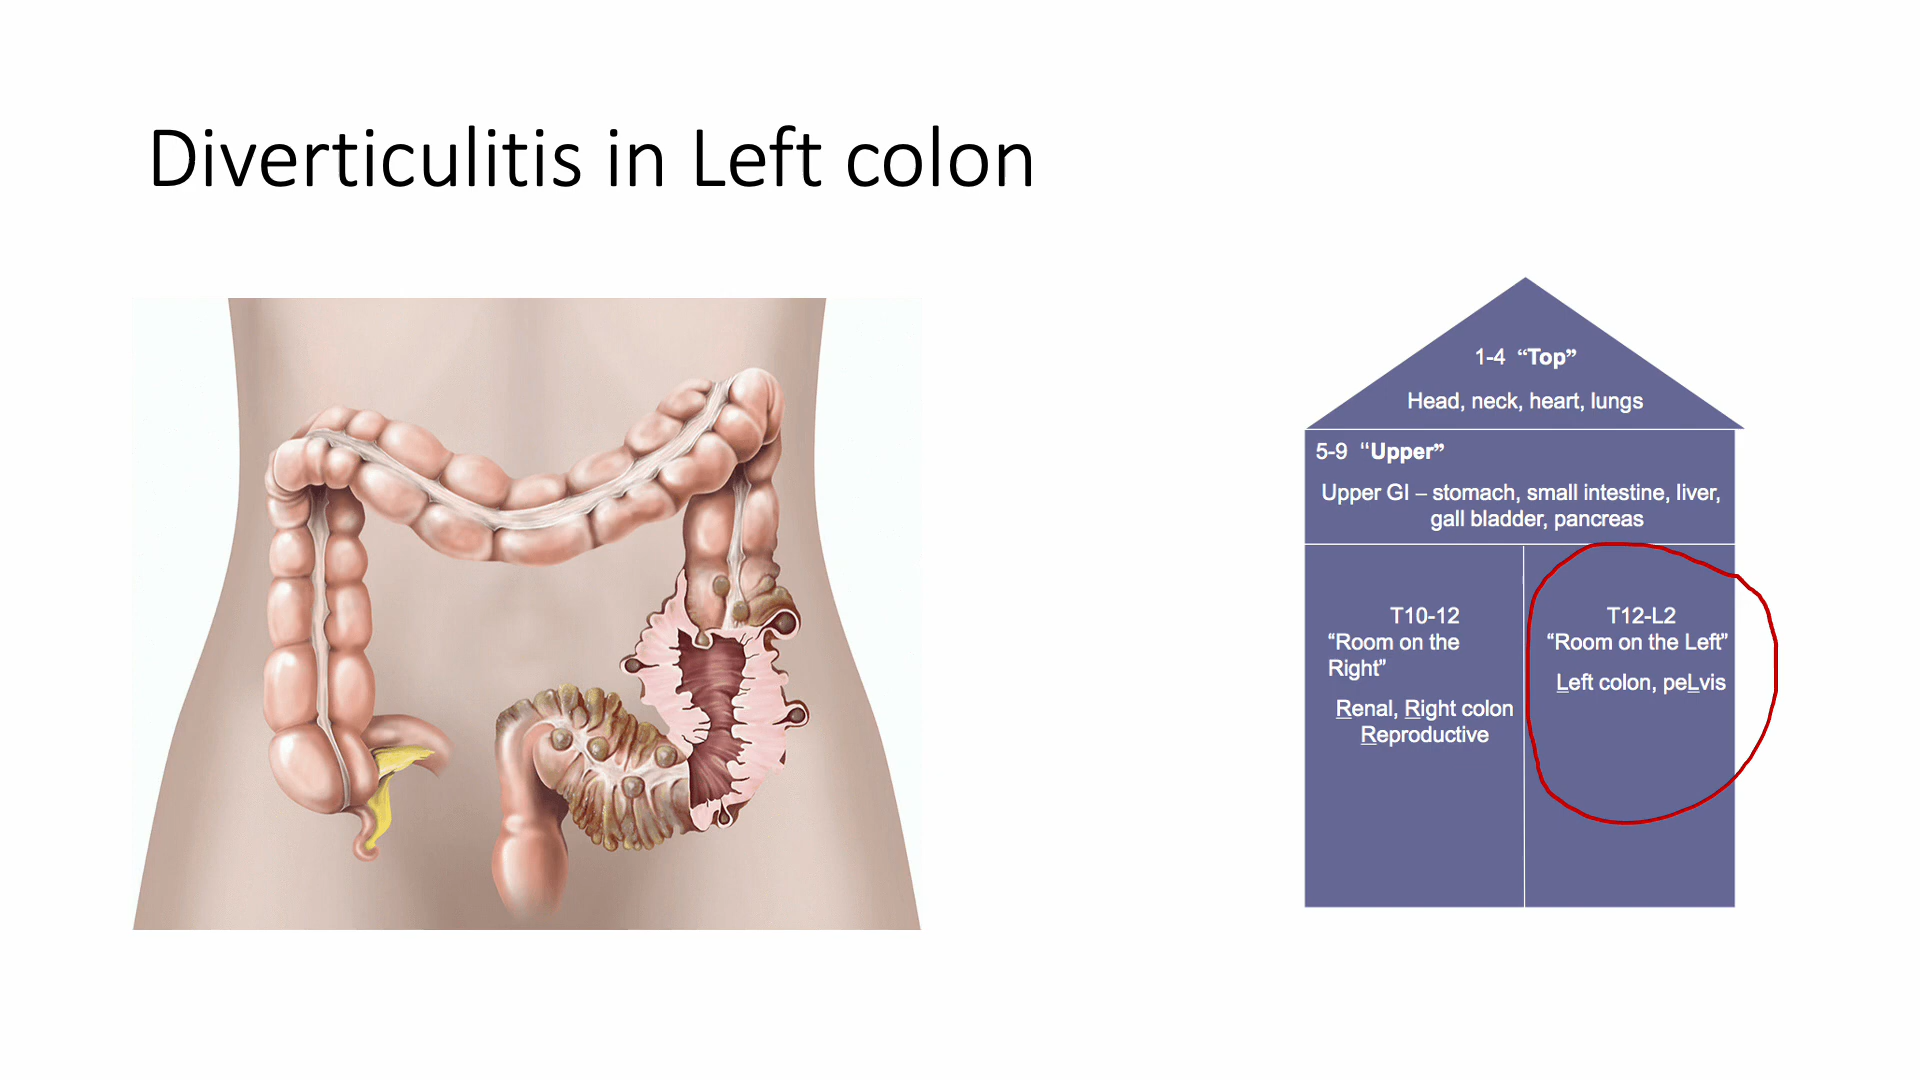 Diverticulitis in Left colon
1-4 “Top”
Head, neck, heart, lungs
5-9 “Upper”
Upper GI – stomach, small intestine, liver,
gall bladder, pancreas
T10-12
“Room on the
Right”
Renal, Right colon
Reproductive
T12-L2
“Room on the Left”
Left colon, peLvis